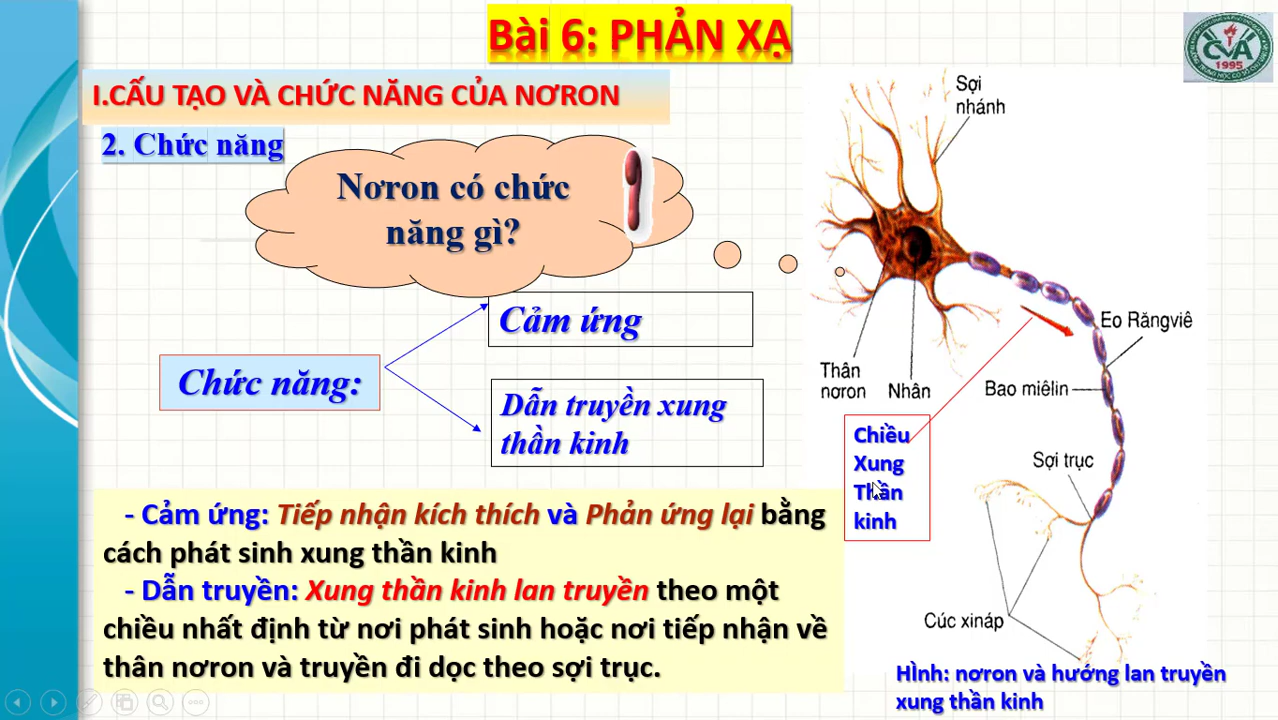 Bài 6: PHẢN XẠ
CVA
1995
I.CẤU TẠO VÀ CHỨC NĂNG CỦA NƠRON
2. Chức năng
Nơron có chức
năng gì?
Chức năng:
Cảm ứng
Dẫn truyền xung
thần kinh
- Cảm ứng: Tiếp nhận kích thích và Phản ứng lại bằng
cách phát sinh xung thần kinh
- Dẫn truyền: Xung thần kinh lan truyền theo một
chiều nhất định từ nơi phát sinh hoặc nơi tiếp nhận về
thân nơron và truyền đi dọc theo sợi trục.
Sợi
nhánh
Eo Răngviê
Thân
nơron
Nhân
Bao miêlin
Chiều
Xung
Thần
kinh
Sợi trục
Cúc xináp
HÌnh: nơron và hướng lan truyền
xung thần kinh